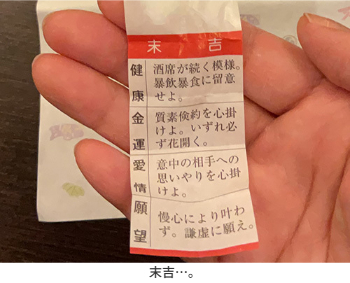 末吉
健康
酒席が続く模様。
暴飲暴食に留意
せよ。
金運
質素倹約を心掛
けよ。いずれ必
ず花開く。
愛情
意中の相手への
思いやりを心掛
けよ。
願望
慢心により叶わ
ず。謙虚に願え。
末吉…。